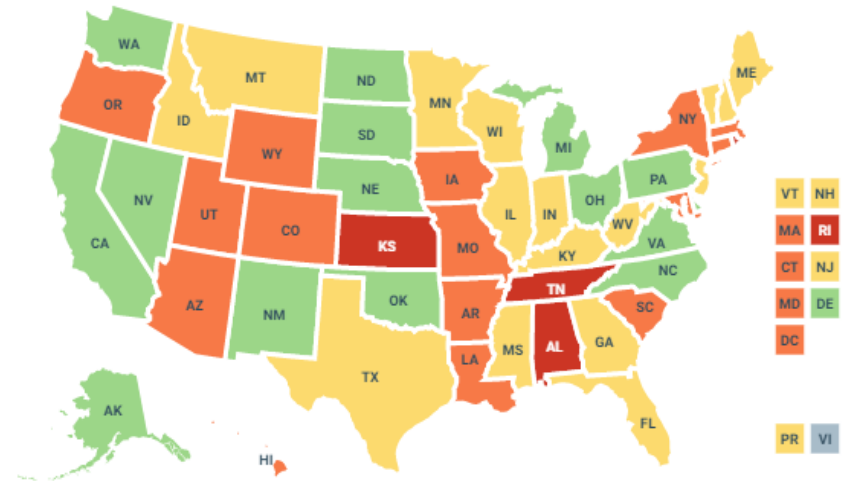 WA
MT
ND
MN
ME
OR
ID
SD
WI
NY
WY
MI
IA
NE
PA
NV
UT
CO
IL
IN
OH
WV
VA
CA
KS
MO
KY
NC
AZ
NM
OK
TN
AR
SC
MS
AL
GA
LA
TX
FL
AK
HI
VT NH
MA RI
CT NJ
MD DE
DC
PR VI